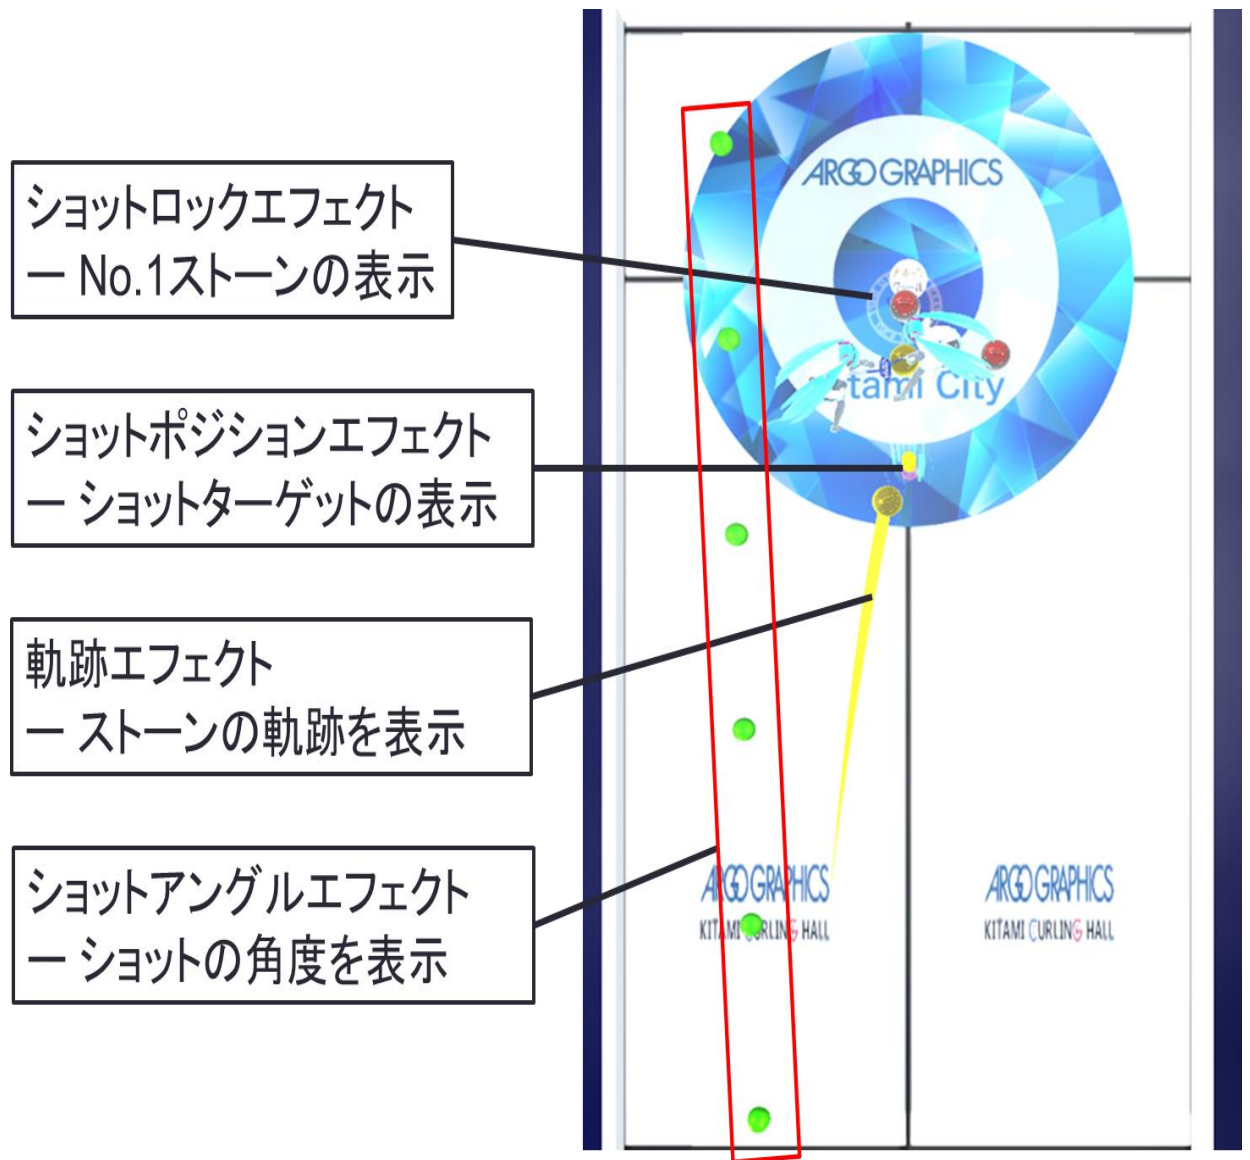 ショットロックエフェクト
ー No.1ストーンの表示
ショットポジションエフェクト
ー ショットターゲットの表示
軌跡エフェクト
ー ストーンの軌跡を表示
ショットアングルエフェクト
ー ショットの角度を表示
ARGO GRAPHICS
tami City
ARGO GRAPHICS
KITAMI CURLING HALL
ARGO GRAPHICS
KITAMI CURLING HALL